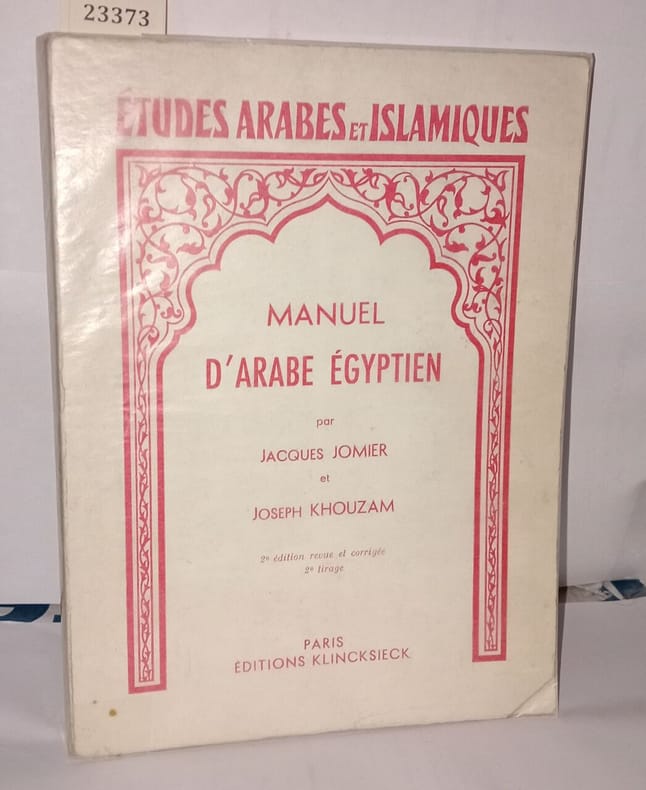 23373
ÉTUDES ARABES ET ISLAMIQUES
MANUEL
D'ARABE ÉGYPTIEN
par
JACQUES JOMIER
et
JOSEPH KHOUZAM
2e édition revue et corrigée
2e tirage
PARIS
ÉDITIONS KLINCKSIECK